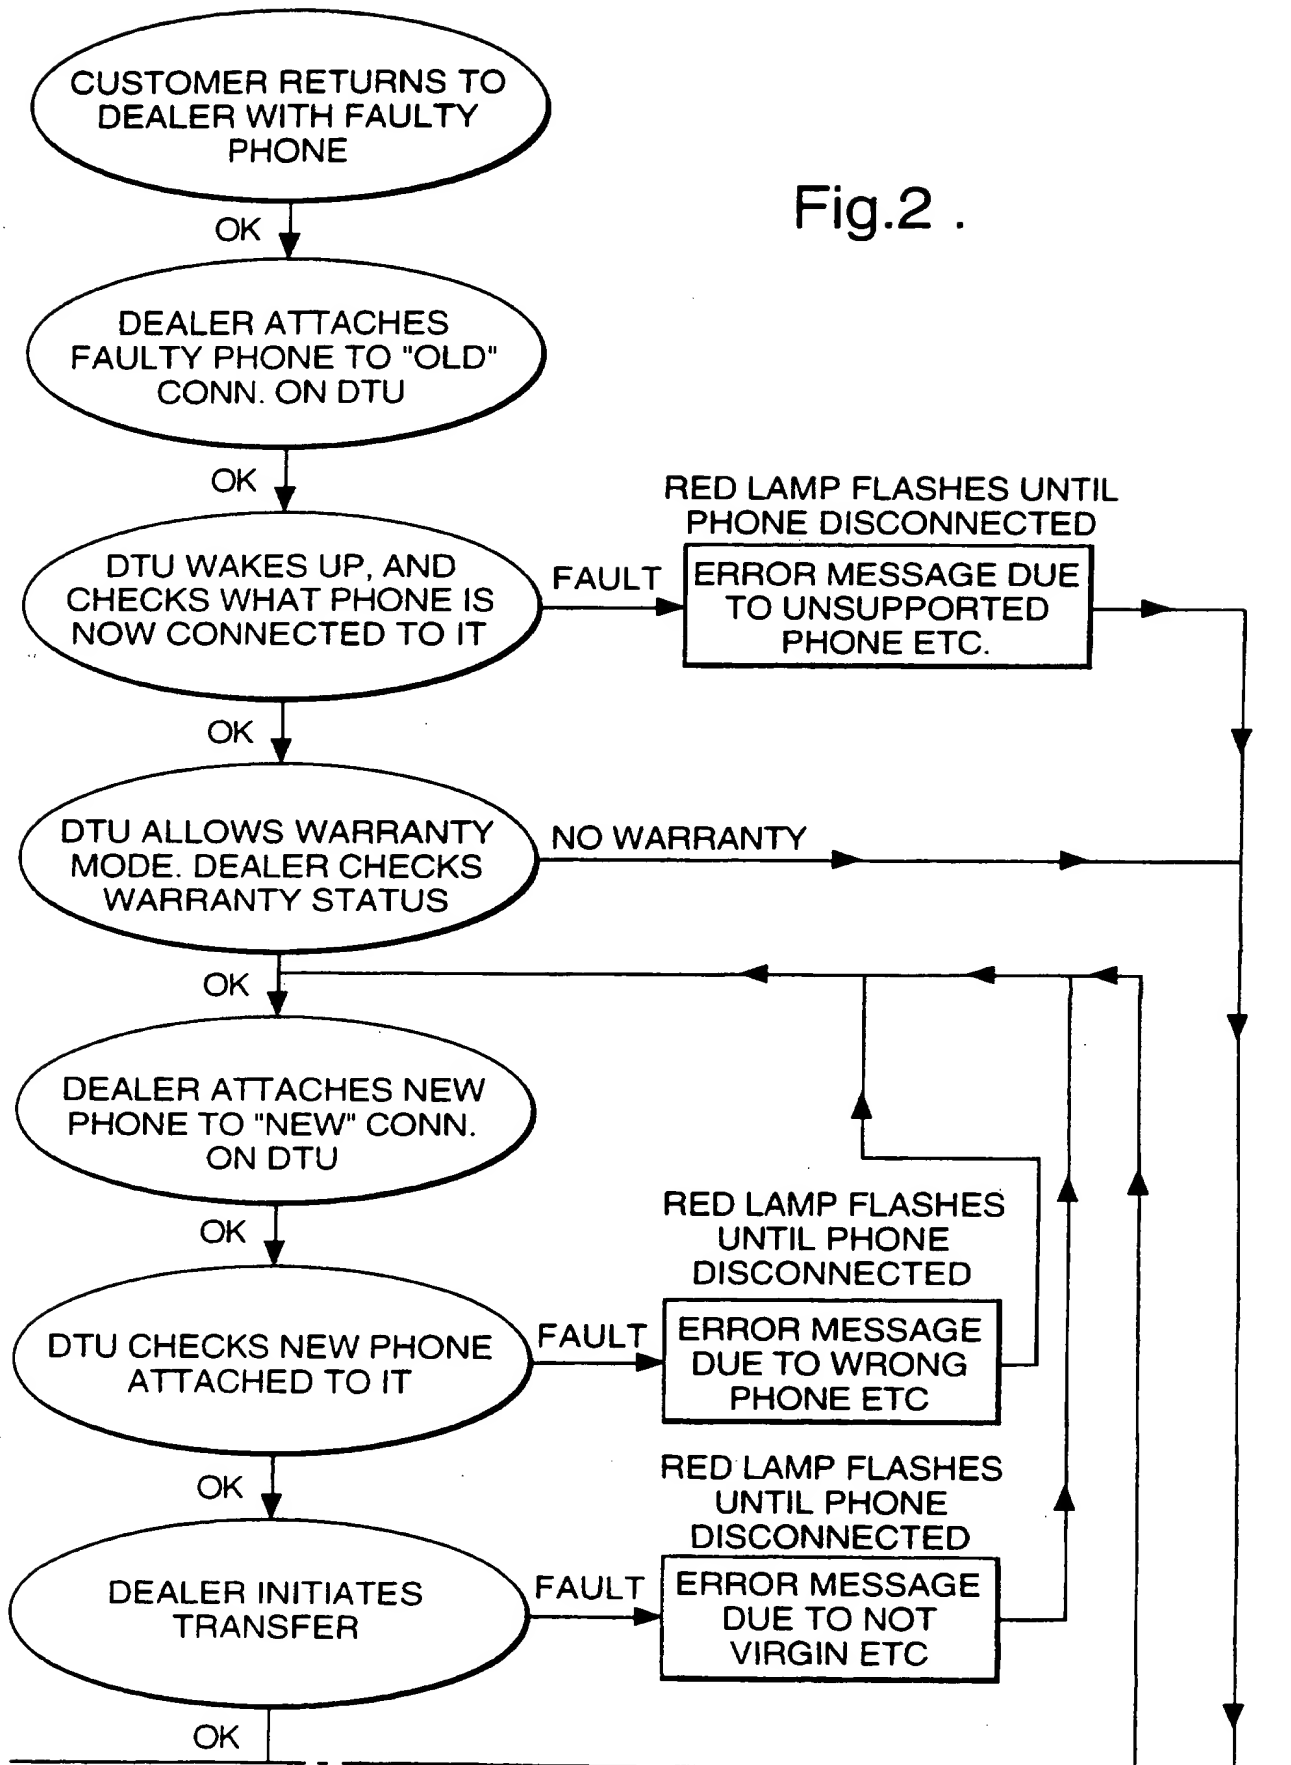 CUSTOMER RETURNS TO
DEALER WITH FAULTY
PHONE
Fig.2 .
OK
DEALER ATTACHES
FAULTY PHONE TO "OLD"
CONN. ON DTU
OK
RED LAMP FLASHES UNTIL
PHONE DISCONNECTED
DTU WAKES UP, AND
CHECKS WHAT PHONE IS
NOW CONNECTED TO IT
FAULT
ERROR MESSAGE DUE
TO UNSUPPORTED
PHONE ETC.
OK
DTU ALLOWS WARRANTY
MODE. DEALER CHECKS
WARRANTY STATUS
NO WARRANTY
OK
DEALER ATTACHES NEW
PHONE TO "NEW" CONN.
ON DTU
OK
RED LAMP FLASHES
UNTIL PHONE
DISCONNECTED
DTU CHECKS NEW PHONE
ATTACHED TO IT
FAULT
ERROR MESSAGE
DUE TO WRONG
PHONE ETC
OK
RED LAMP FLASHES
UNTIL PHONE
DISCONNECTED
DEALER INITIATES
TRANSFER
FAULT
ERROR MESSAGE
DUE TO NOT
VIRGIN ETC
OK